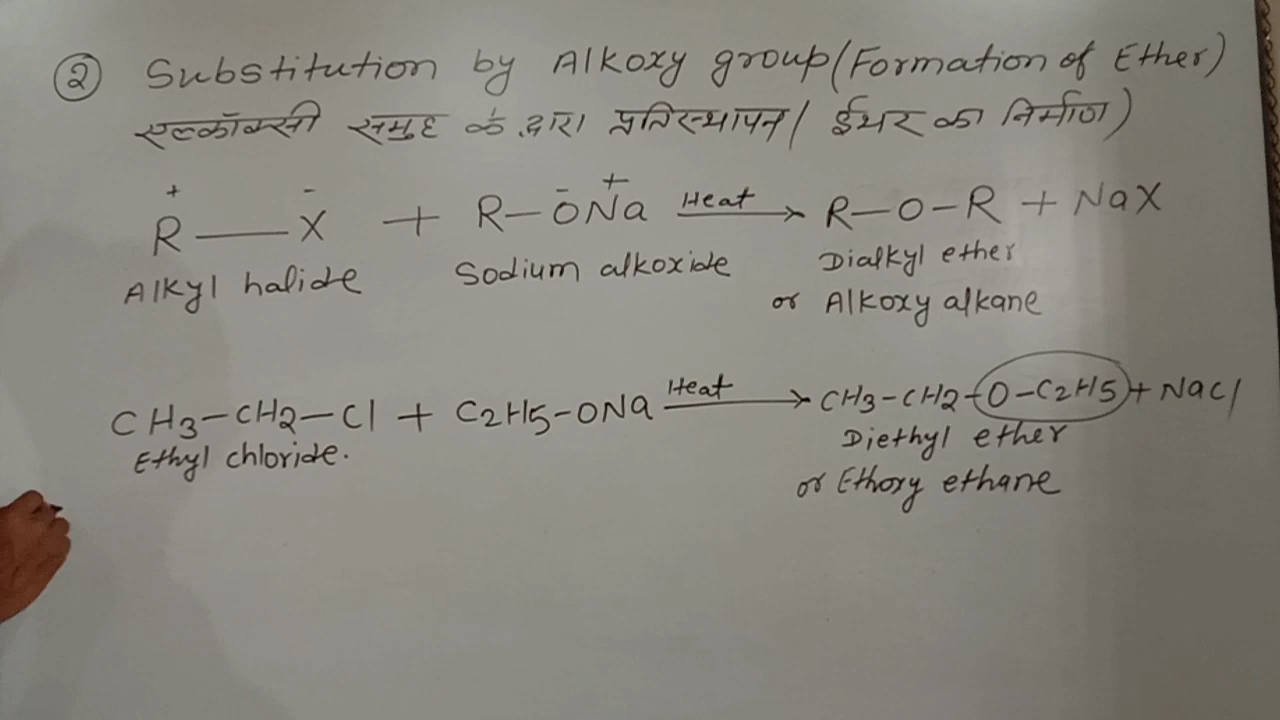 ② Substitution by Alkoxy group (Formation of Ether)
एल्कॉक्सी समुह के द्वारा प्रतिस्थापन / ईथर का निर्माण)
R⁺—X⁻ + R—O⁻Na⁺ Heat → R—O—R + NaX
Alkyl halide Sodium alkoxide Dialkyl ether
or Alkoxy alkane
CH3—CH2—Cl + C2H5-ONa Heat → CH3-CH2-O-C2H5 + NaCl
Ethyl chloride. Diethyl ether
or Ethoxy ethane